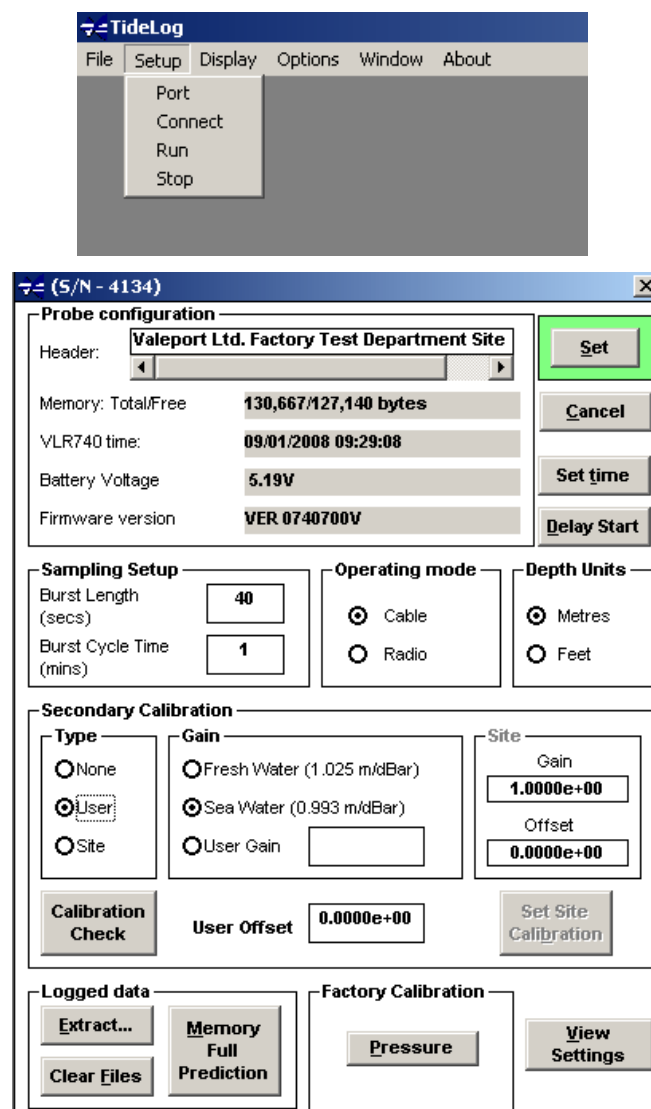 TideLog
File Setup Display Options Window About
Port
Connect
Run
Stop
(S/N - 4134)
Probe configuration
Header: Valeport Ltd. Factory Test Department Site
Memory: Total/Free 130,667/127,140 bytes
VLR740 time: 09/01/2008 09:29:08
Battery Voltage 5.19V
Firmware version VER 0740700V
Set
Cancel
Set time
Delay Start
Sampling Setup
Burst Length
(secs)
40
Burst Cycle Time
(mins)
1
Operating mode
Cable
Radio
Depth Units
Metres
Feet
Secondary Calibration
Type
None
User
Site
Gain
Fresh Water (1.025 m/dBar)
Sea Water (0.993 m/dBar)
User Gain
Site
Gain
1.0000e+00
Offset
0.0000e+00
Calibration
Check
User Offset 0.0000e+00
Set Site
Calibration
Logged data
Extract...
Clear Files
Memory
Full
Prediction
Factory Calibration
Pressure
View
Settings